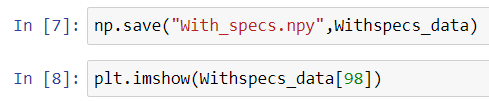 In [7]: np.save("With_specs.npy",Withspecs_data)
In [8]: plt.imshow(Withspecs_data[98])